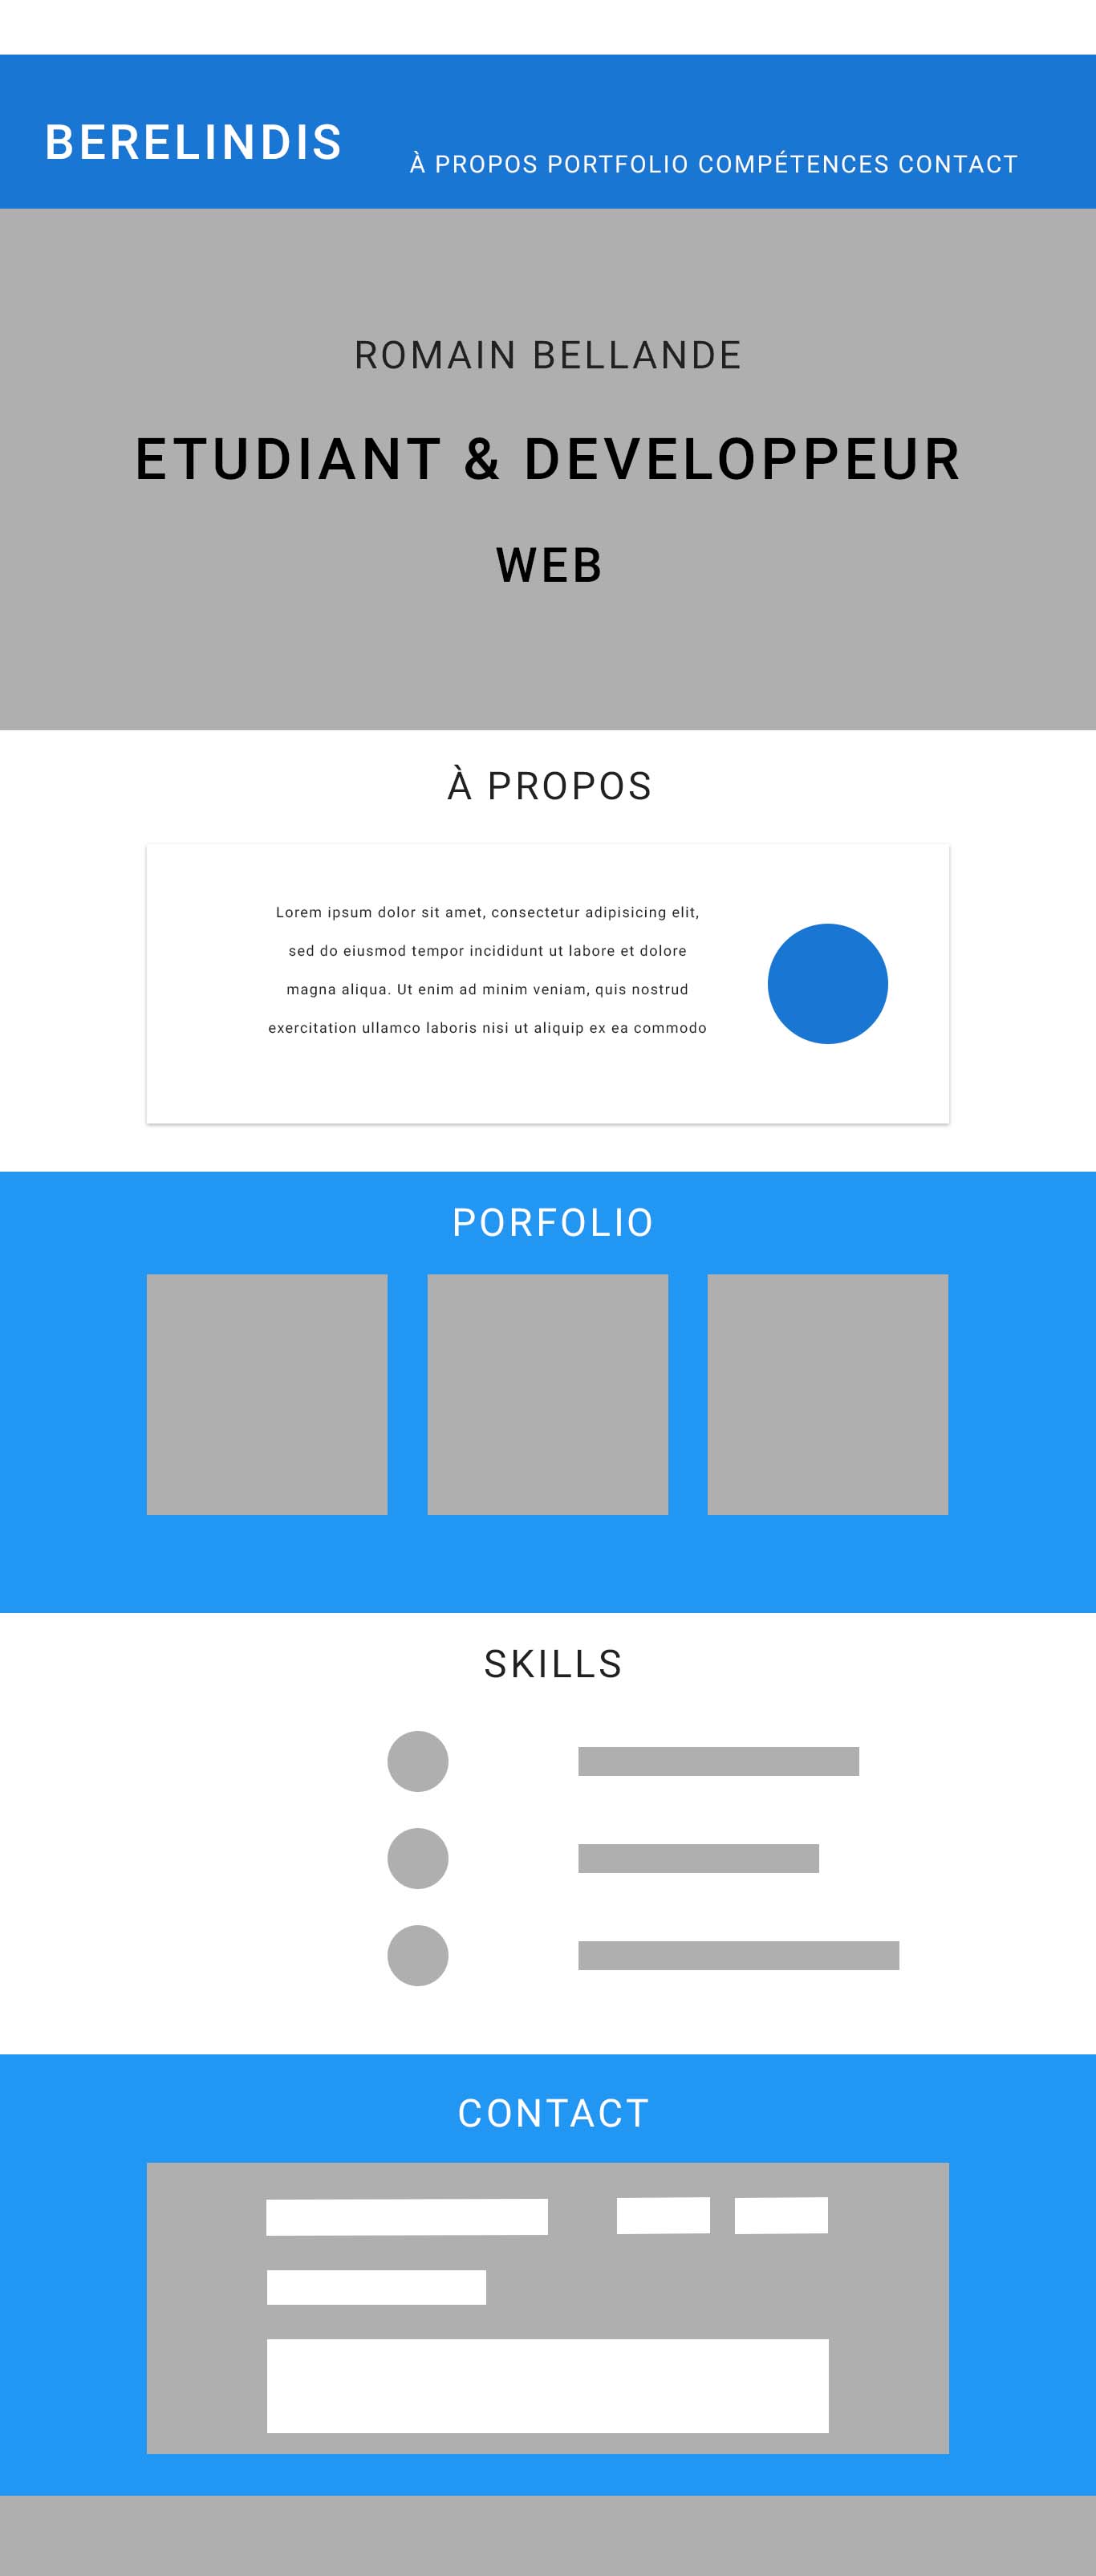 BERELINDIS
À PROPOS PORTFOLIO COMPÉTENCES CONTACT
ROMAIN BELLANDE
ETUDIANT & DEVELOPPEUR
WEB
À PROPOS
Lorem ipsum dolor sit amet, consectetur adipisicing elit,
sed do eiusmod tempor incididunt ut labore et dolore
magna aliqua. Ut enim ad minim veniam, quis nostrud
exercitation ullamco laboris nisi ut aliquip ex ea commodo
PORFOLIO
SKILLS
CONTACT